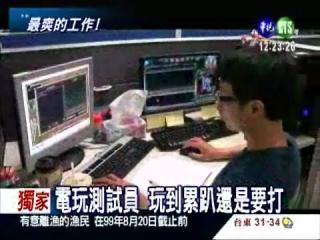 最爽的工作!
華視 CTS
12:23:26
獨家 電玩測試員 玩到累趴還是要打
有意離漁的漁民 在99年8月20日截止前
台東 31-34